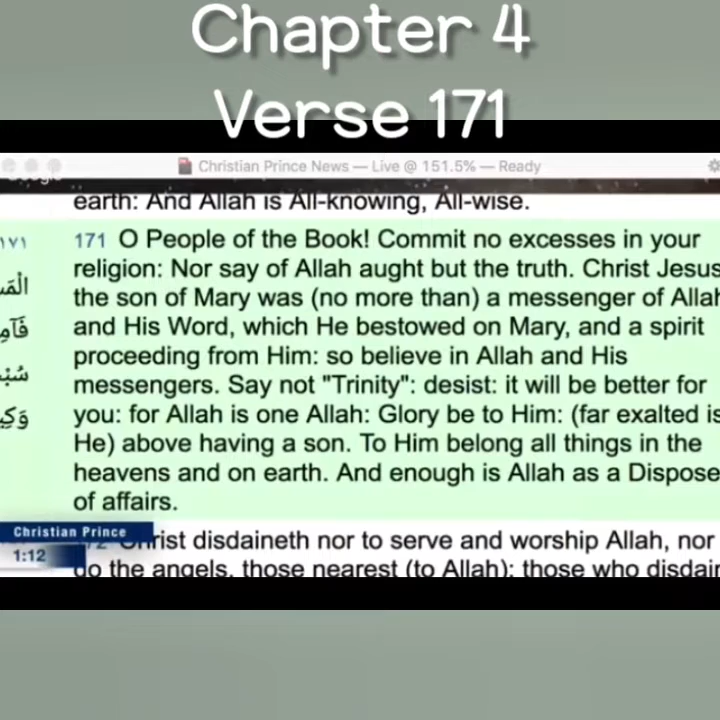 Chapter 4
Verse 171
Christian Prince News — Live @ 151.5% — Ready
earth: And Allah is All-knowing, All-wise.
١٧١
171 O People of the Book! Commit no excesses in your
religion: Nor say of Allah aught but the truth. Christ Jesus
the son of Mary was (no more than) a messenger of Allah
and His Word, which He bestowed on Mary, and a spirit
proceeding from Him: so believe in Allah and His
messengers. Say not "Trinity": desist: it will be better for
you: for Allah is one Allah: Glory be to Him: (far exalted is
He) above having a son. To Him belong all things in the
heavens and on earth. And enough is Allah as a Dispose
of affairs.
Christian Prince
1:12
Christ disdaineth nor to serve and worship Allah, nor
do the angels, those nearest (to Allah): those who disdain